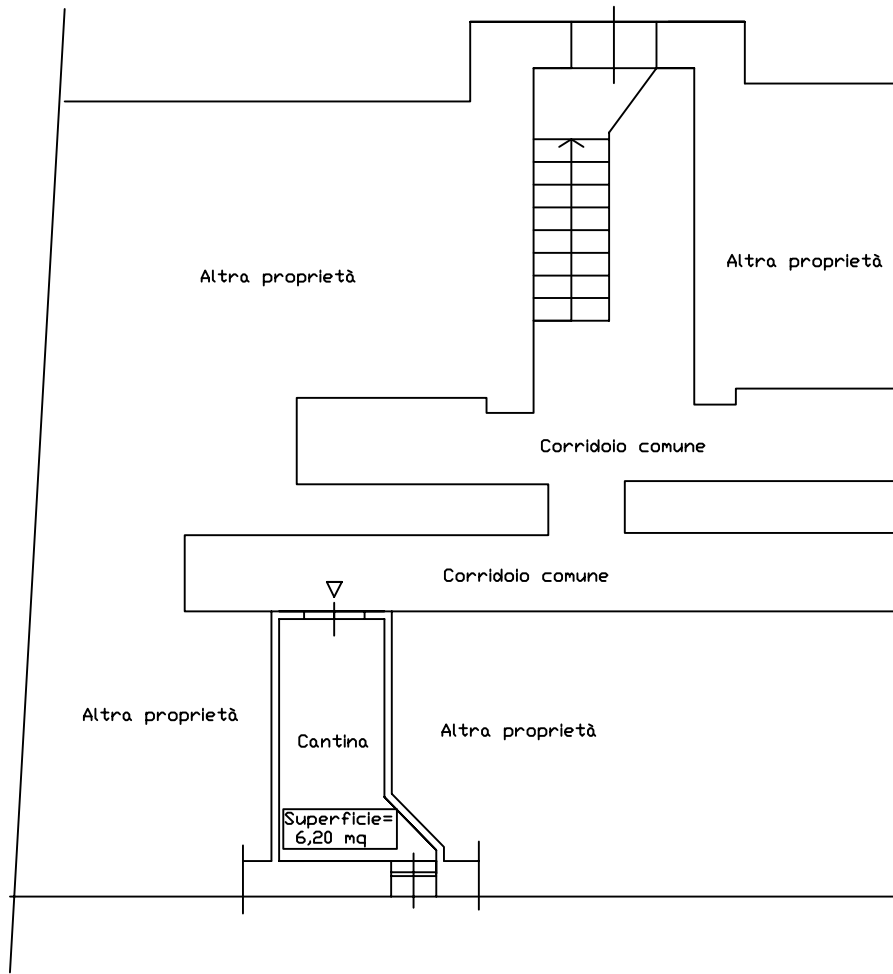 Altra proprietà
Altra proprietà
Corridoio comune
Corridoio comune
Altra proprietà
Altra proprietà
Cantina
Superficie=
6,20 mq